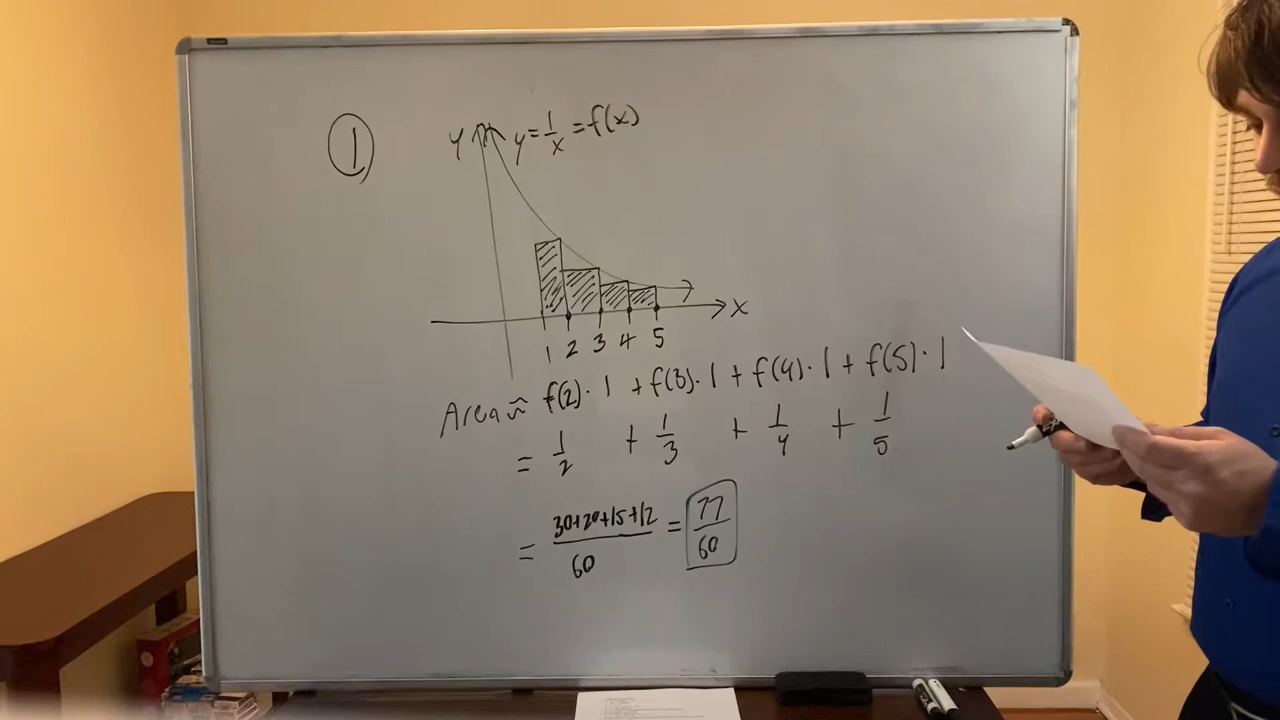 ①
y y = 1/x = f(x)
x
1 2 3 4 5
Area ≈ f(2)·1 + f(3)·1 + f(4)·1 + f(5)·1
= 1/2 + 1/3 + 1/4 + 1/5
= (30+20+15+12)/60 = 77/60